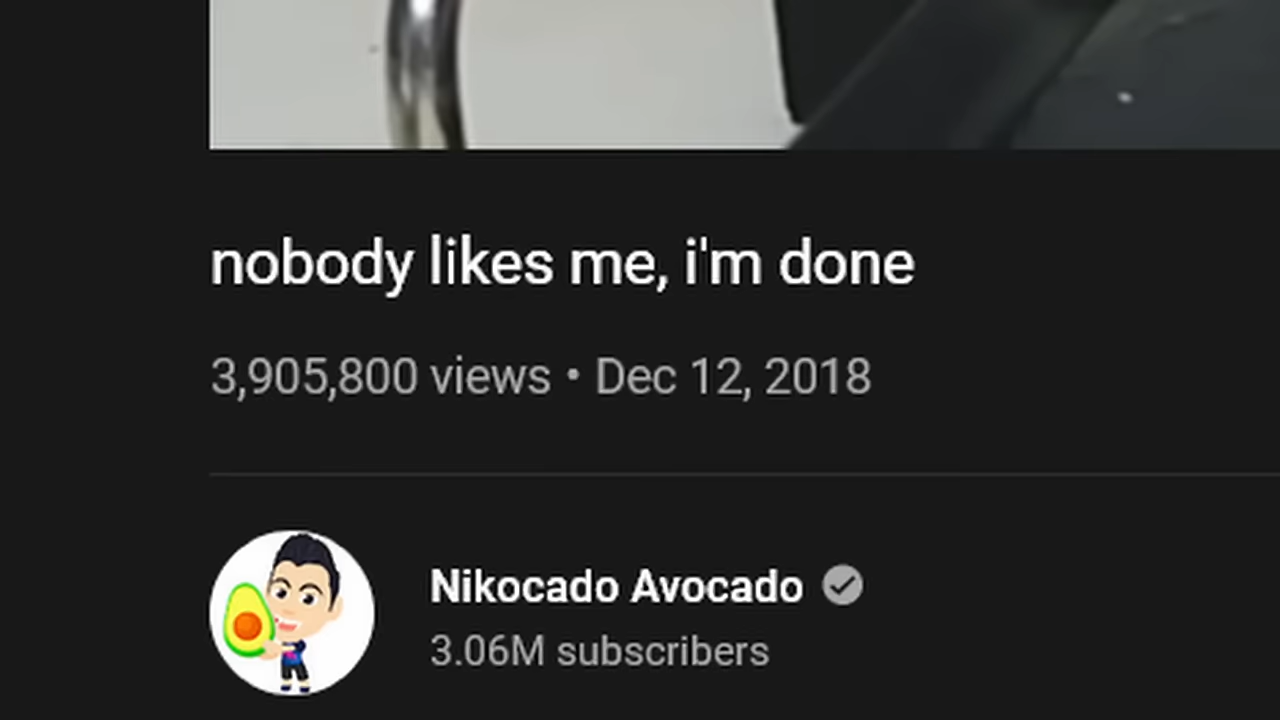 nobody likes me, i'm done
3,905,800 views • Dec 12, 2018
Nikocado Avocado
3.06M subscribers